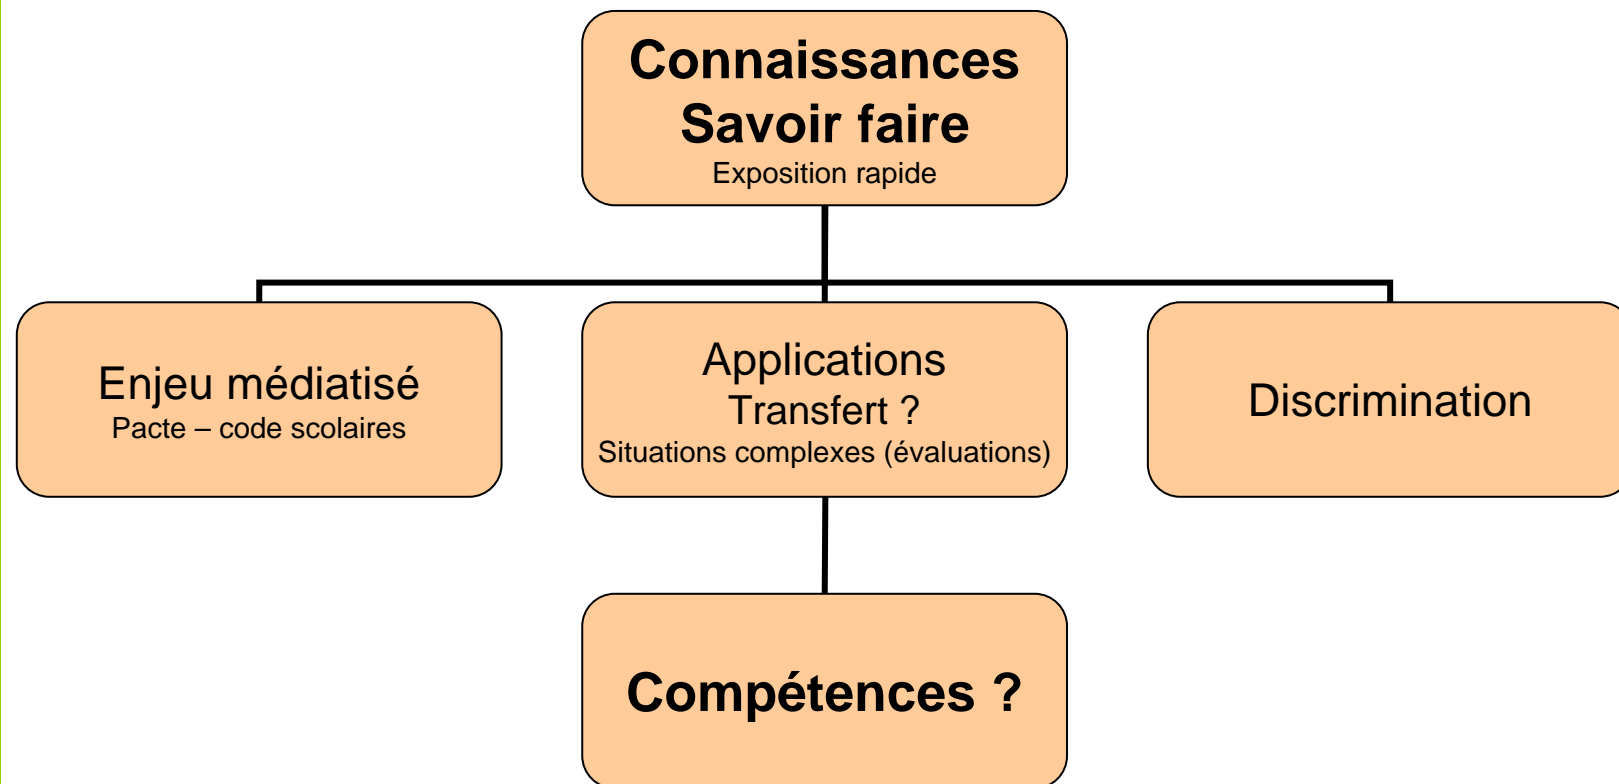 Connaissances
Savoir faire
Exposition rapide
Enjeu médiatisé
Pacte – code scolaires
Applications
Transfert ?
Situations complexes (évaluations)
Discrimination
Compétences ?